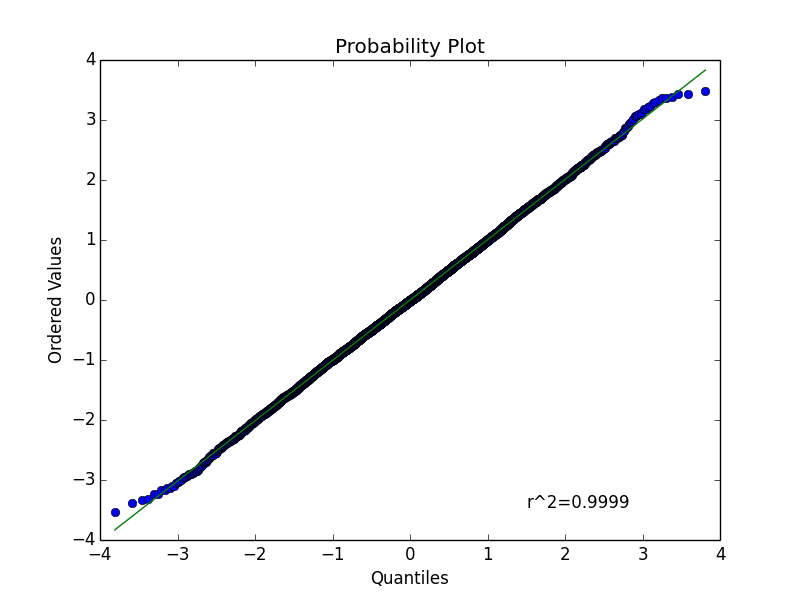 Probability Plot
4
3
2
1
0
−1
−2
−3
−4
Ordered Values
r^2=0.9999
−4 −3 −2 −1 0 1 2 3 4
Quantiles